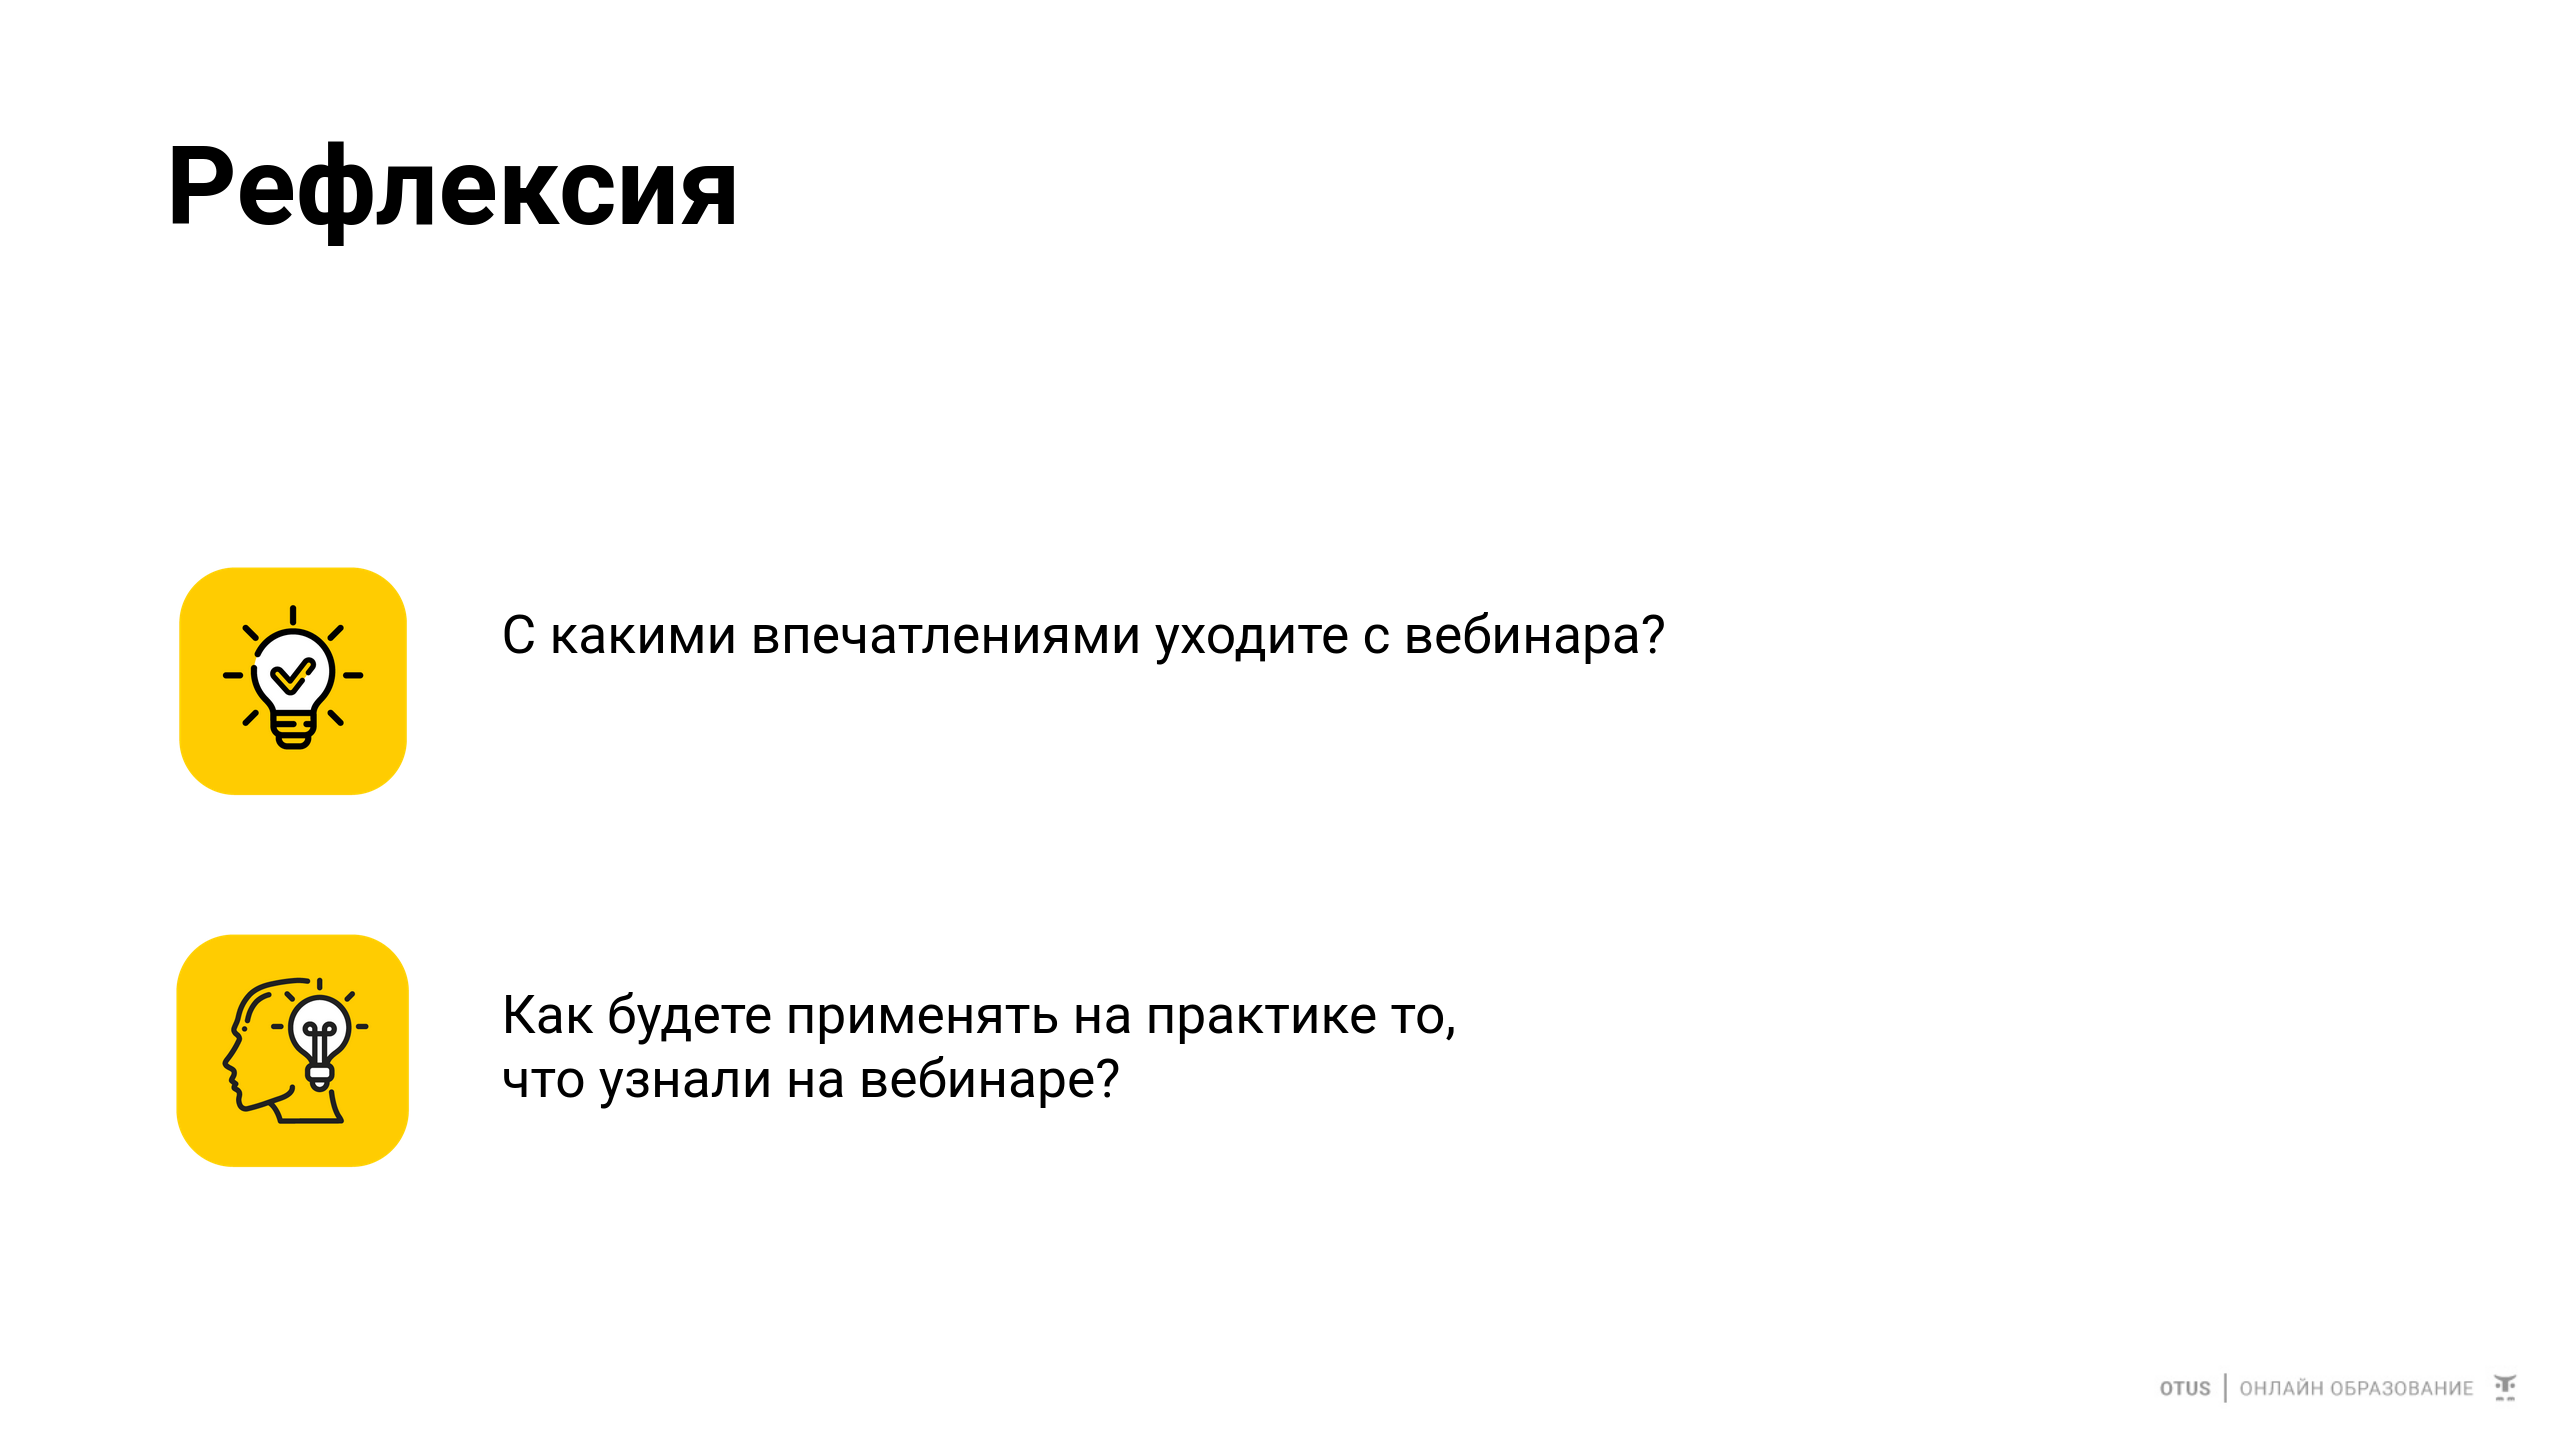 Рефлексия
С какими впечатлениями уходите с вебинара?
Как будете применять на практике то,
что узнали на вебинаре?
OTUS | ОНЛАЙН ОБРАЗОВАНИЕ